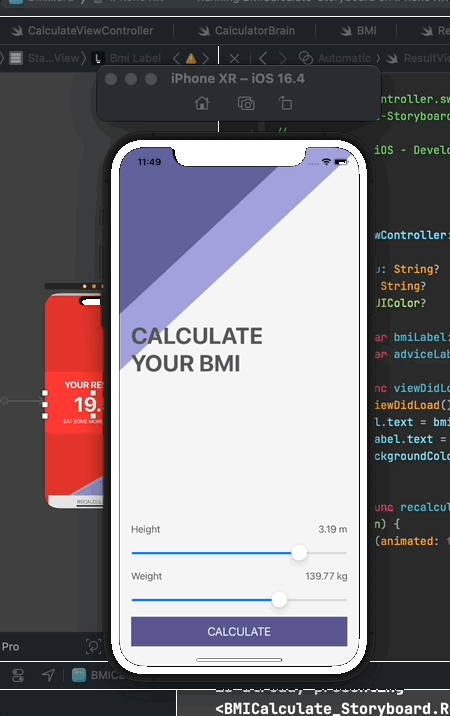 CalculateViewController
CalculatorBrain
BMI
Sta...View
Bmi Label
Automatic
ResultView
iPhone XR – iOS 16.4
11:49
CALCULATE
YOUR BMI
Height
3.19 m
Weight
139.77 kg
CALCULATE
YOUR RES
19.
EAT SOME MORE
RECALCULA
ontroller.sw
-Storyboard
//
iOS - Develo
wController:
u: String?
String?
UIColor?
ar bmiLabel:
ar adviceLab
nc viewDidLo
iewDidLoad()
l.text = bmi
abel.text =
ckgroundColo
unc recalcul
n) {
(animated: t
Pro
BMICa
<BMICalculate_Storyboard.R